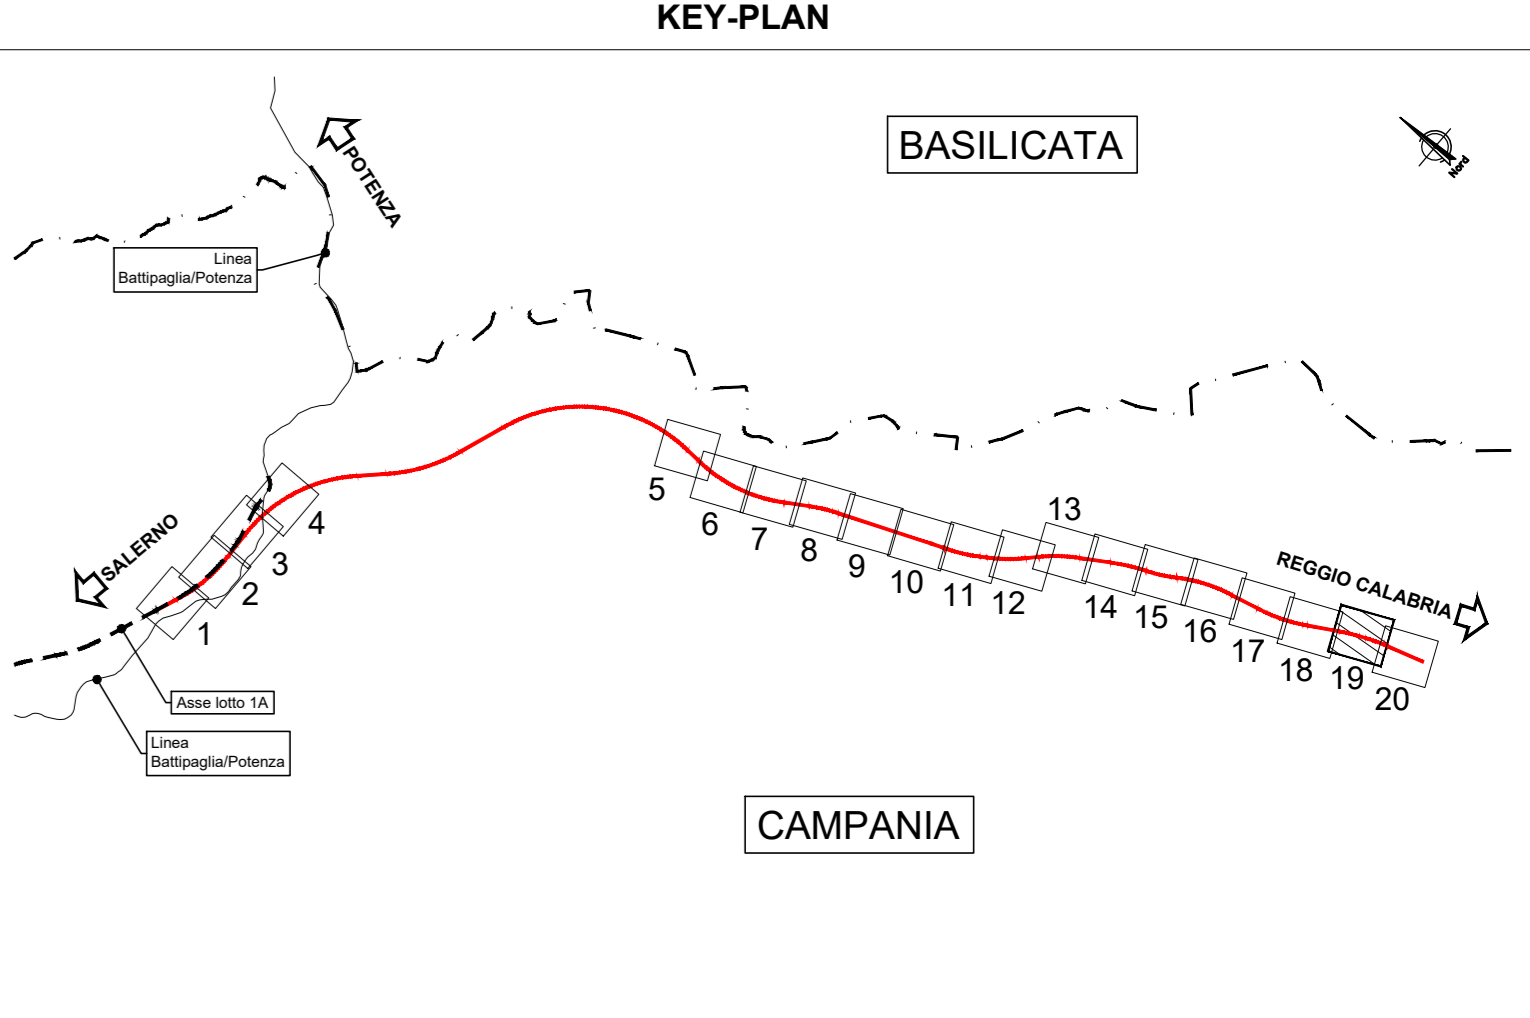 KEY-PLAN
BASILICATA
Nord
POTENZA
Linea
Battipaglia/Potenza
SALERNO
1
2
3
4
5
6
7
8
9
10
11
12
13
14
15
16
17
18
19
20
REGGIO CALABRIA
Asse lotto 1A
Linea
Battipaglia/Potenza
CAMPANIA